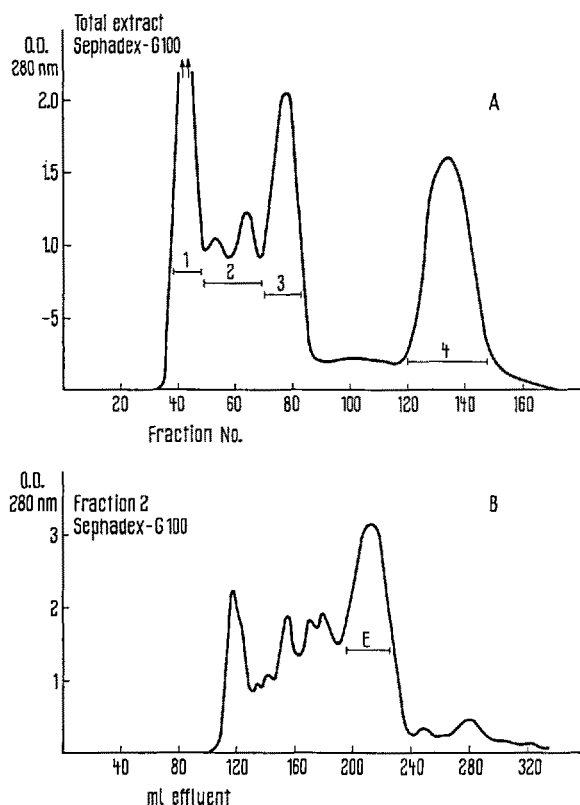 Total extract
Sephadex-G100
O.D.
280 nm
A
2.0
1.5
1.0
-5
1
2
3
4
20 40 60 80 100 120 140 160
Fraction No.
O.D.
280 nm
Fraction 2
Sephadex-G100
B
3
2
1
E
40 80 120 160 200 240 280 320
ml effluent